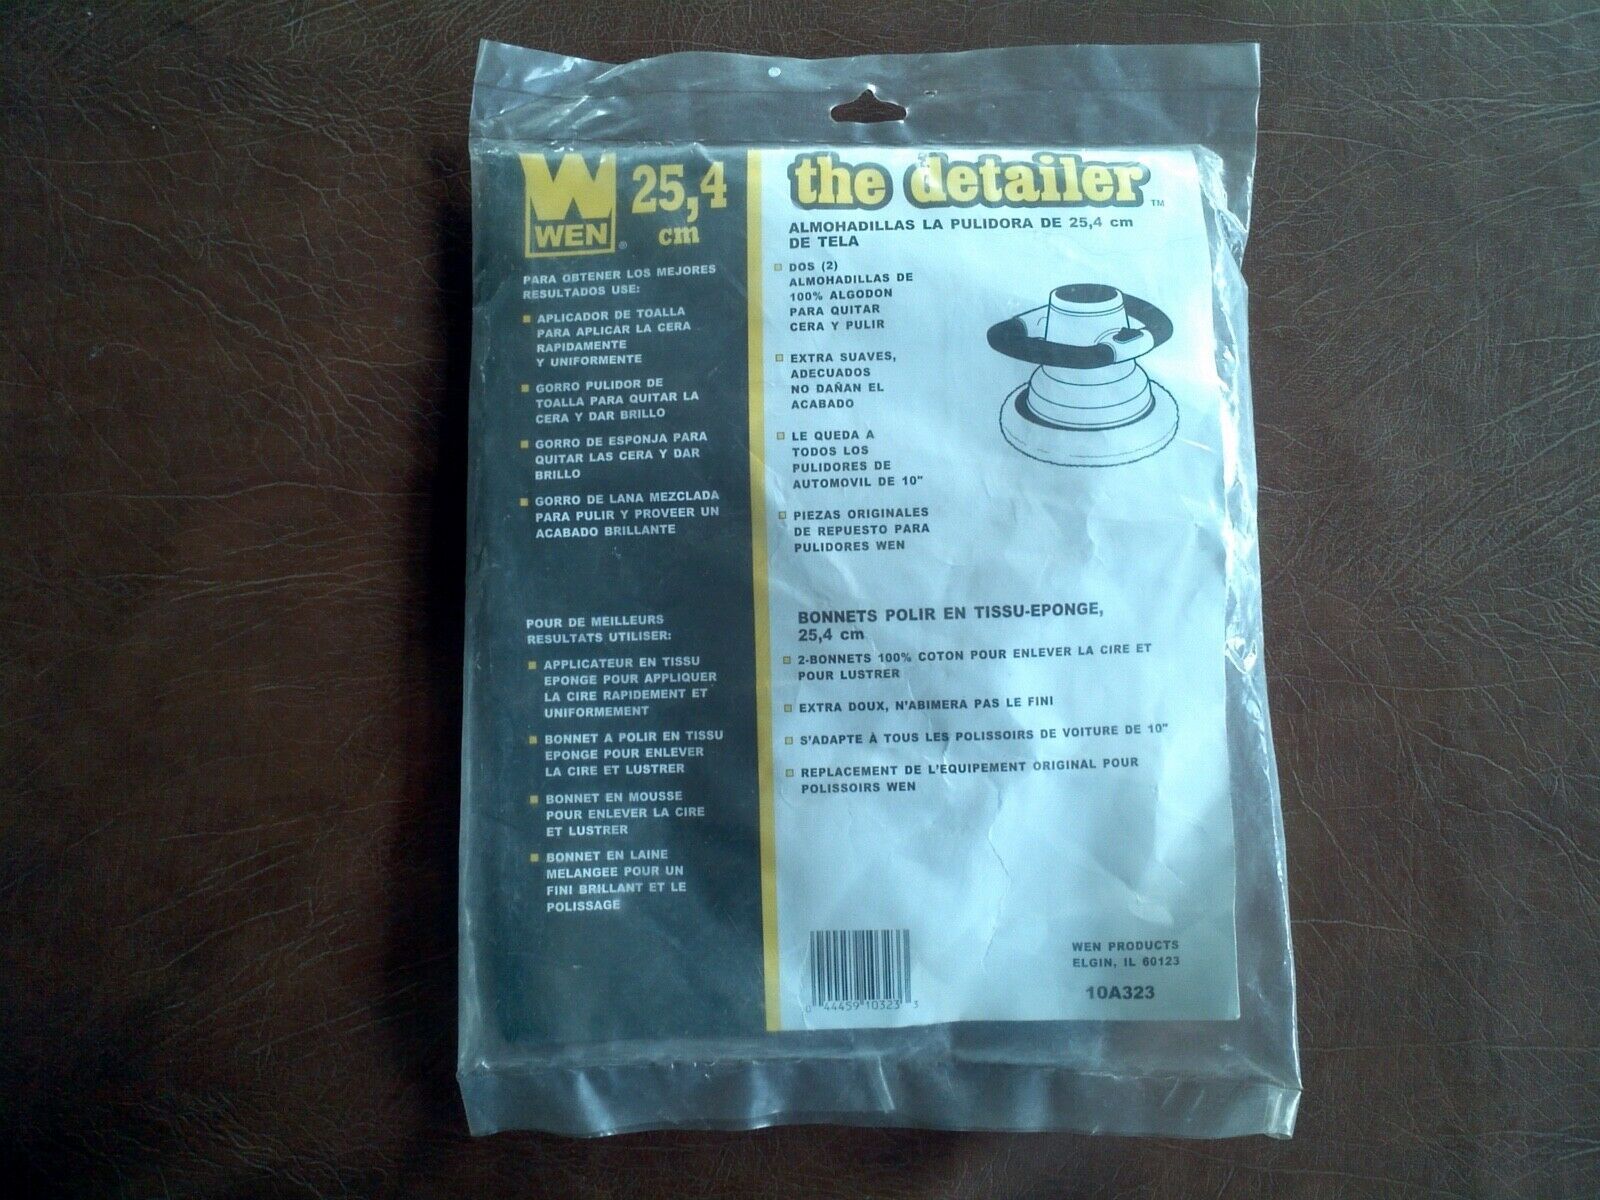 W
WEN®
25,4
cm
PARA OBTENER LOS MEJORES
RESULTADOS USE:
APLICADOR DE TOALLA
PARA APLICAR LA CERA
RAPIDAMENTE
Y UNIFORMENTE
GORRO PULIDOR DE
TOALLA PARA QUITAR LA
CERA Y DAR BRILLO
GORRO DE ESPONJA PARA
QUITAR LAS CERA Y DAR
BRILLO
GORRO DE LANA MEZCLADA
PARA PULIR Y PROVEER UN
ACABADO BRILLANTE
POUR DE MEILLEURS
RESULTATS UTILISER:
APPLICATEUR EN TISSU
EPONGE POUR APPLIQUER
LA CIRE RAPIDEMENT ET
UNIFORMEMENT
BONNET A POLIR EN TISSU
EPONGE POUR ENLEVER
LA CIRE ET LUSTRER
BONNET EN MOUSSE
POUR ENLEVER LA CIRE
ET LUSTRER
BONNET EN LAINE
MELANGEE POUR UN
FINI BRILLANT ET LE
POLISSAGE
the detailer™
ALMOHADILLAS LA PULIDORA DE 25,4 cm
DE TELA
DOS (2)
ALMOHADILLAS DE
100% ALGODON
PARA QUITAR
CERA Y PULIR
EXTRA SUAVES,
ADECUADOS
NO DAÑAN EL
ACABADO
LE QUEDA A
TODOS LOS
PULIDORES DE
AUTOMOVIL DE 10"
PIEZAS ORIGINALES
DE REPUESTO PARA
PULIDORES WEN
BONNETS POLIR EN TISSU-EPONGE,
25,4 cm
2-BONNETS 100% COTON POUR ENLEVER LA CIRE ET
POUR LUSTRER
EXTRA DOUX, N'ABIMERA PAS LE FINI
S'ADAPTE À TOUS LES POLISSOIRS DE VOITURE DE 10"
REPLACEMENT DE L'EQUIPEMENT ORIGINAL POUR
POLISSOIRS WEN
0 44459 10323 3
WEN PRODUCTS
ELGIN, IL 60123
10A323